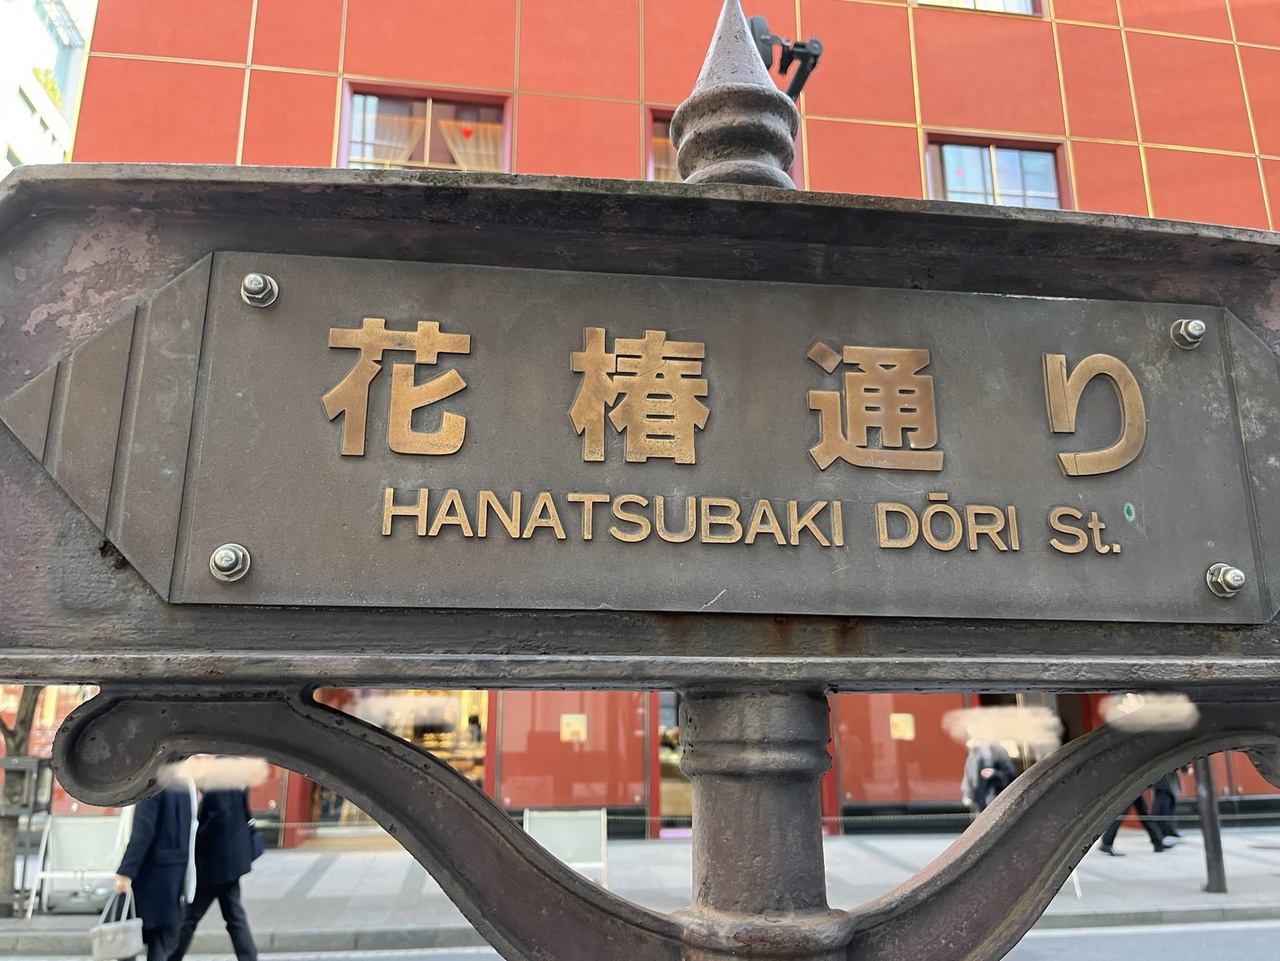 花椿通り
HANATSUBAKI DŌRI St.